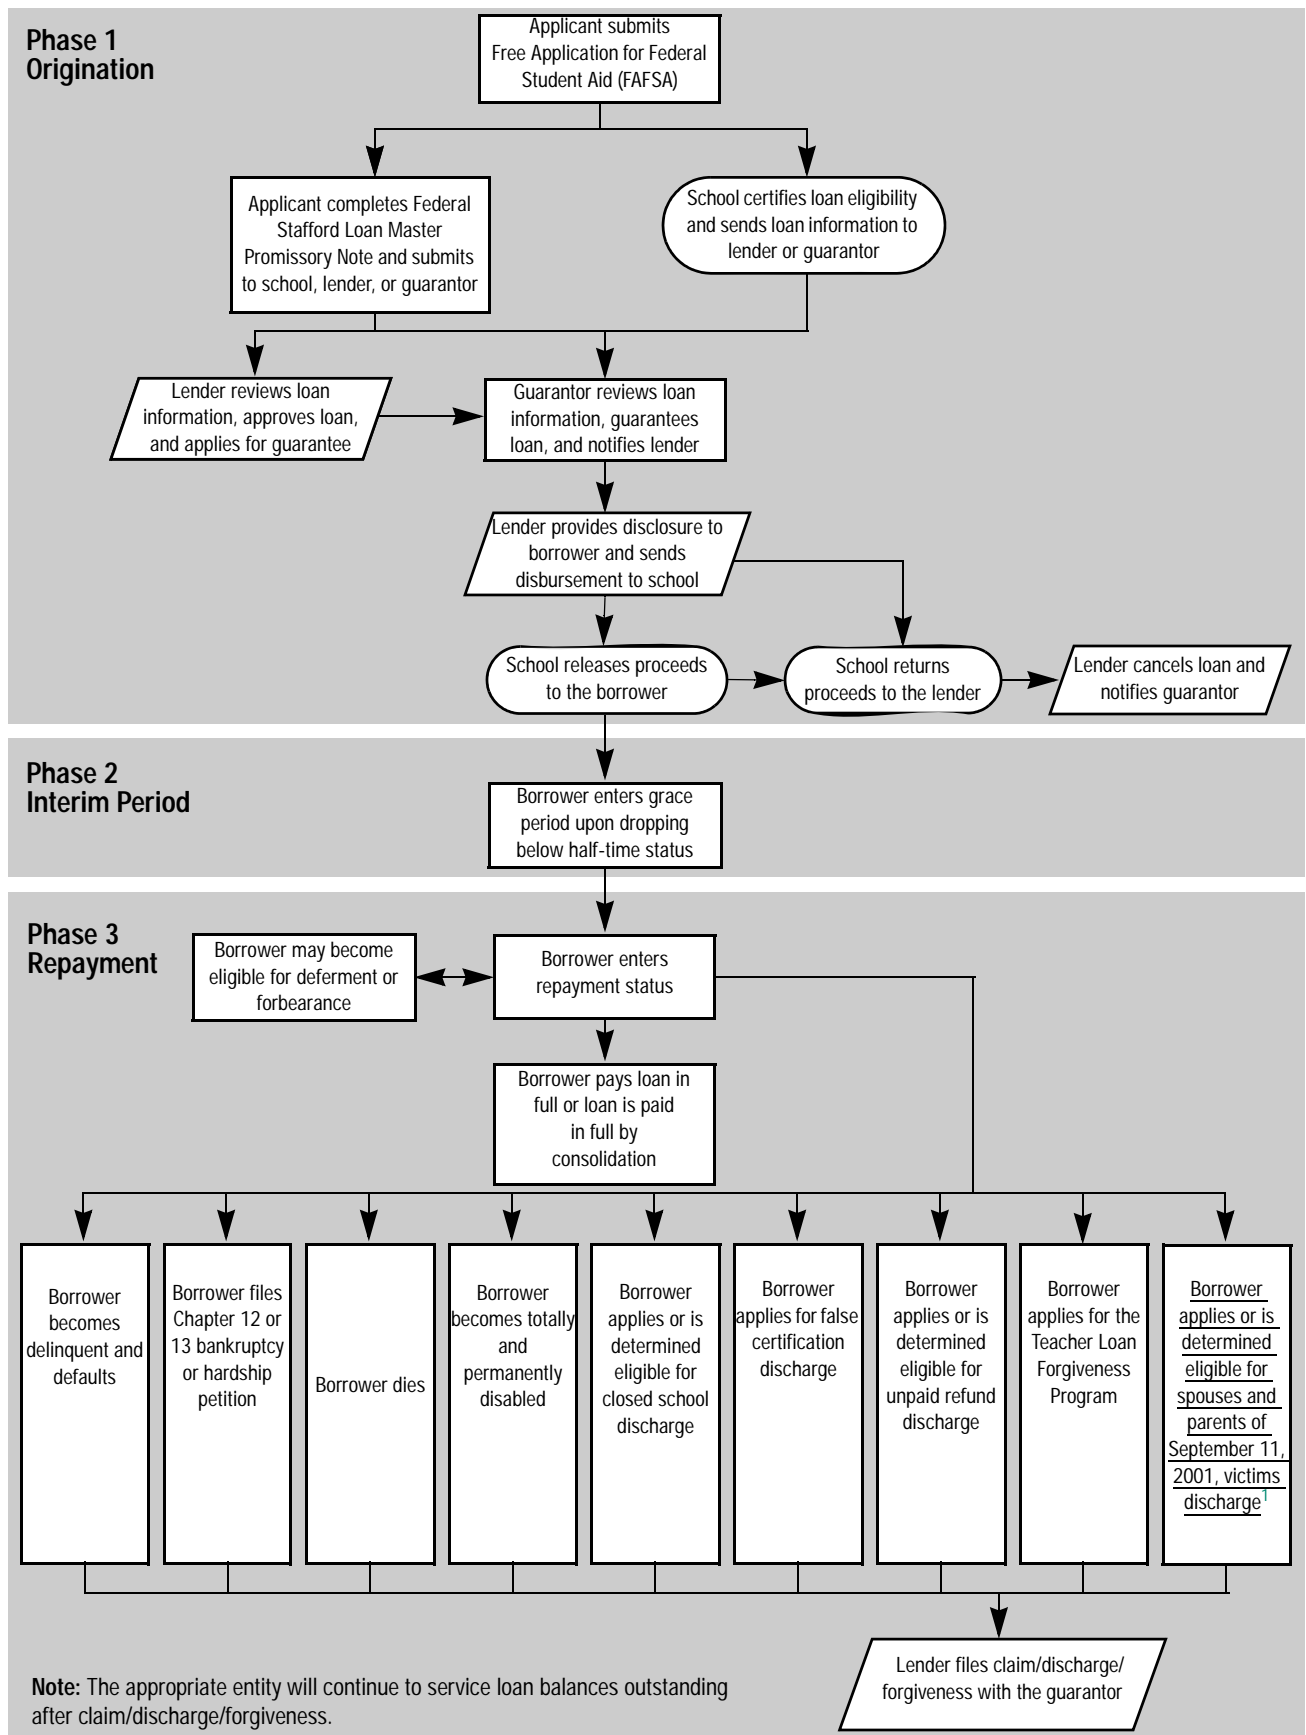 Phase 1
Origination
Applicant submits
Free Application for Federal
Student Aid (FAFSA)
Applicant completes Federal
Stafford Loan Master
Promissory Note and submits
to school, lender, or guarantor
School certifies loan eligibility
and sends loan information to
lender or guarantor
Lender reviews loan
information, approves loan,
and applies for guarantee
Guarantor reviews loan
information, guarantees
loan, and notifies lender
Lender provides disclosure to
borrower and sends
disbursement to school
School releases proceeds
to the borrower
School returns
proceeds to the lender
Lender cancels loan and
notifies guarantor
Phase 2
Interim Period
Borrower enters grace
period upon dropping
below half-time status
Phase 3
Repayment
Borrower may become
eligible for deferment or
forbearance
Borrower enters
repayment status
Borrower pays loan in
full or loan is paid
in full by
consolidation
Borrower
becomes
delinquent and
defaults
Borrower files
Chapter 12 or
13 bankruptcy
or hardship
petition
Borrower dies
Borrower
becomes totally
and
permanently
disabled
Borrower
applies or is
determined
eligible for
closed school
discharge
Borrower
applies for false
certification
discharge
Borrower
applies or is
determined
eligible for
unpaid refund
discharge
Borrower
applies for the
Teacher Loan
Forgiveness
Program
Borrower
applies or is
determined
eligible for
spouses and
parents of
September 11,
2001, victims
discharge1
Lender files claim/discharge/
forgiveness with the guarantor
Note: The appropriate entity will continue to service loan balances outstanding
after claim/discharge/forgiveness.